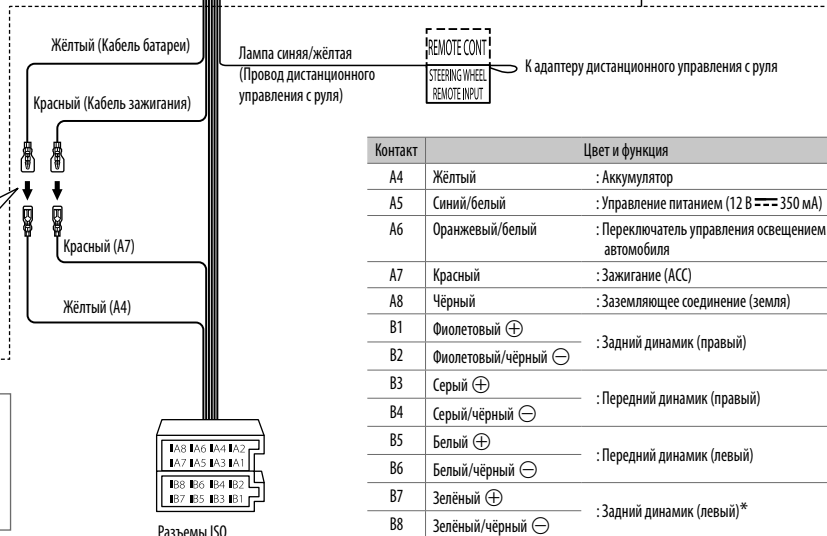 Жёлтый (Кабель батареи)
Красный (Кабель зажигания)
Лампа синяя/жёлтая
(Провод дистанционного
управления с руля)
REMOTE CONT
STEERING WHEEL
REMOTE INPUT
К адаптеру дистанционного управления с руля
Красный (A7)
Жёлтый (A4)
A8 A6 A4 A2
A7 A5 A3 A1
B8 B6 B4 B2
B7 B5 B3 B1
Разъемы ISO
Контакт Цвет и функция
A4 Жёлтый : Аккумулятор
A5 Синий/белый : Управление питанием (12 В ⎓ 350 мА)
A6 Оранжевый/белый : Переключатель управления освещением
автомобиля
A7 Красный : Зажигание (ACC)
A8 Чёрный : Заземляющее соединение (земля)
B1 Фиолетовый ⊕
B2 Фиолетовый/чёрный ⊖
: Задний динамик (правый)
B3 Серый ⊕
B4 Серый/чёрный ⊖
: Передний динамик (правый)
B5 Белый ⊕
B6 Белый/чёрный ⊖
: Передний динамик (левый)
B7 Зелёный ⊕
B8 Зелёный/чёрный ⊖
: Задний динамик (левый)*